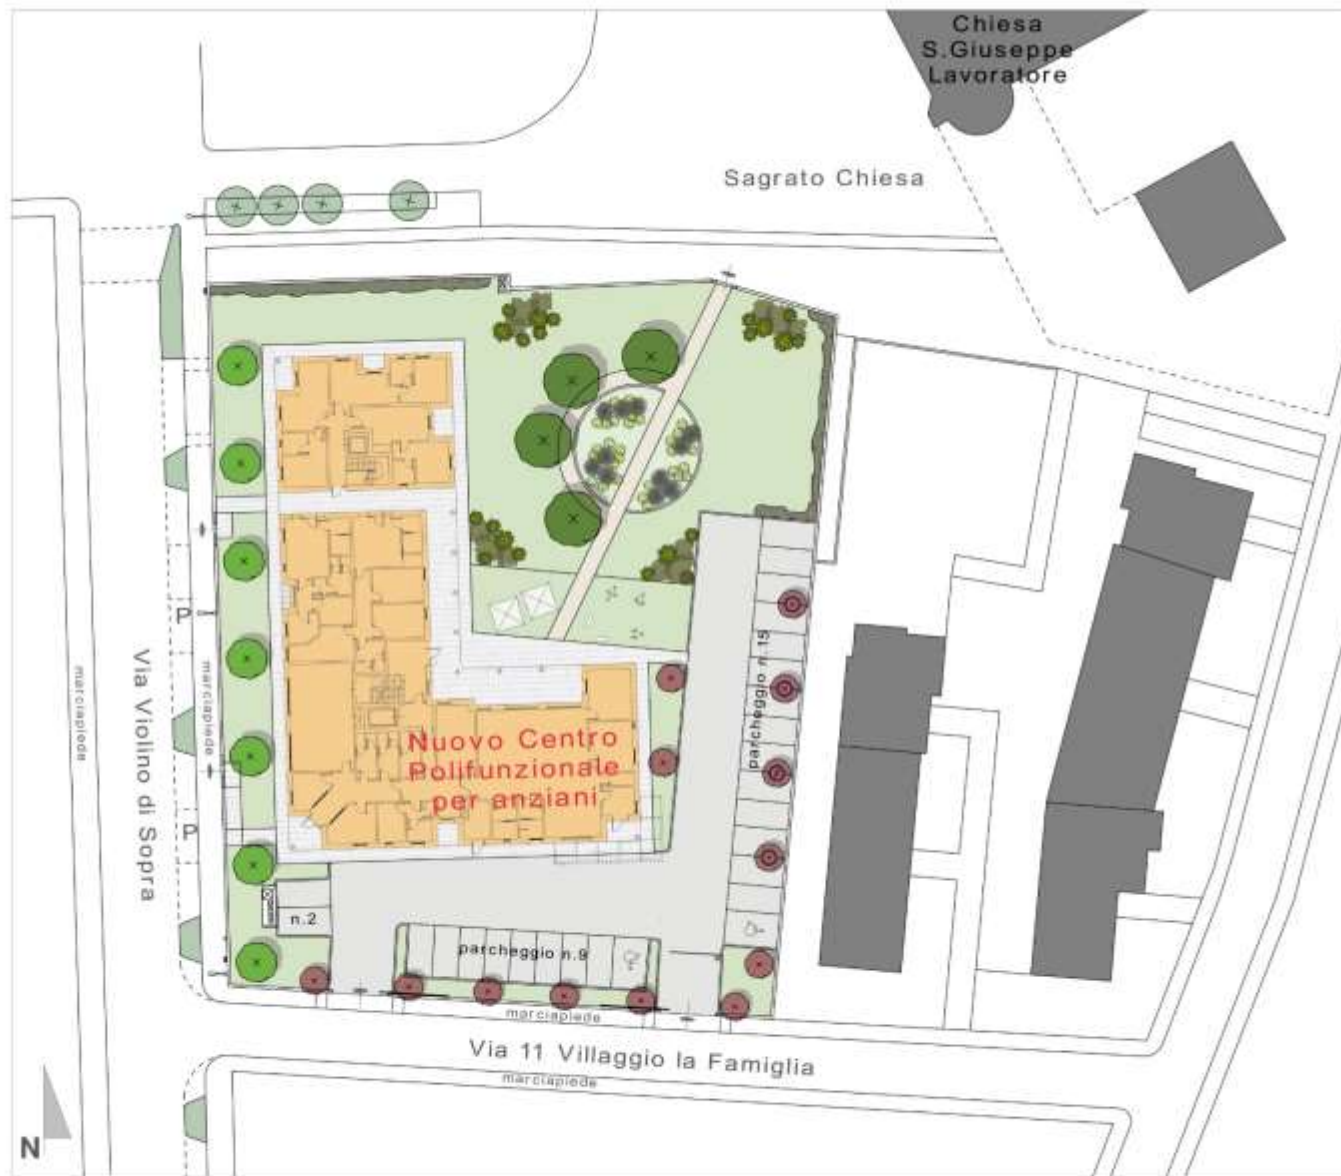 Chiesa
S.Giuseppe
Lavoratore
Sagrato Chiesa
P
Via Violino di Sopra
marciapiede
marciapiede
parcheggio n.15
Nuovo Centro
Polifunzionale
per anziani
P
n.2
parcheggio n.9
marciapiede
Via 11 Villaggio la Famiglia
marciapiede
N